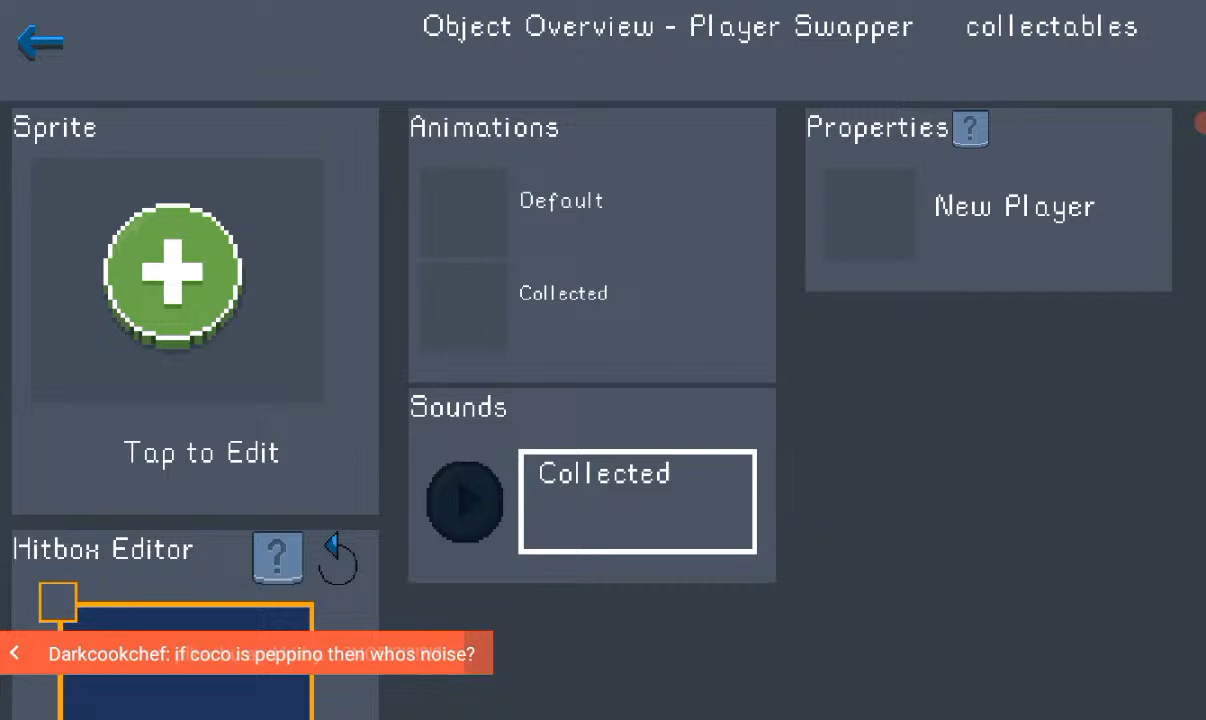 Object Overview - Player Swapper
collectables
Sprite
Tap to Edit
Hitbox Editor
?
Animations
Default
Collected
Sounds
Collected
Properties ?
New Player
Darkcookchef: if coco is peppino then whos noise?